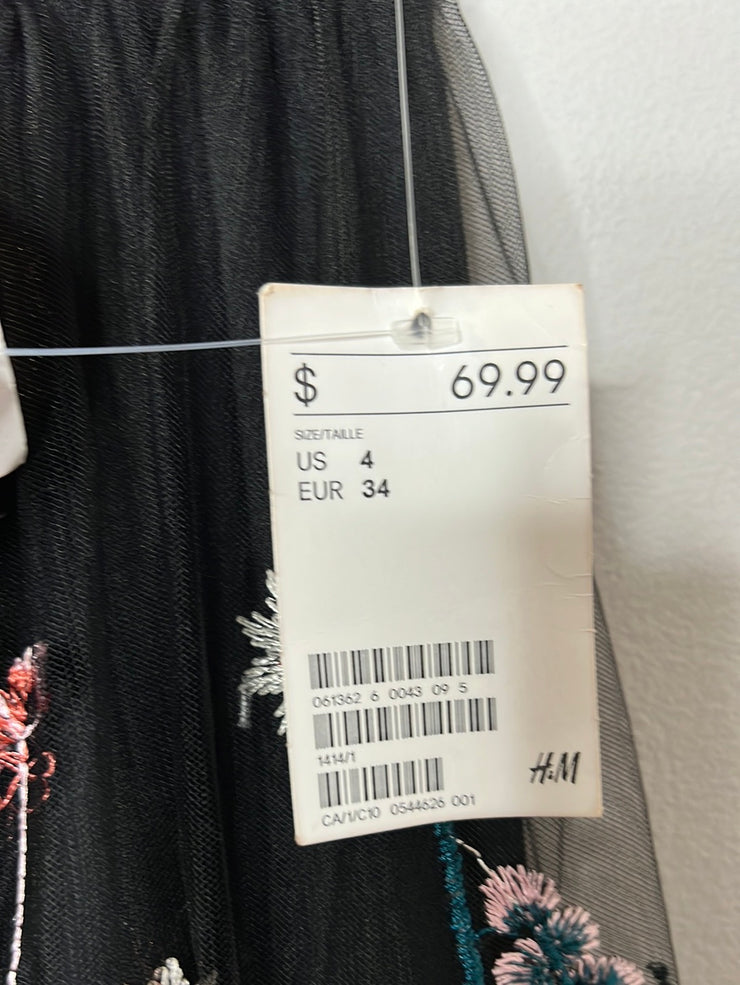 $ 69.99
SIZE/TAILLE
US 4
EUR 34
061362 6 0043 09 5
1414/1
CA/1/C10 0544626 001
H&M